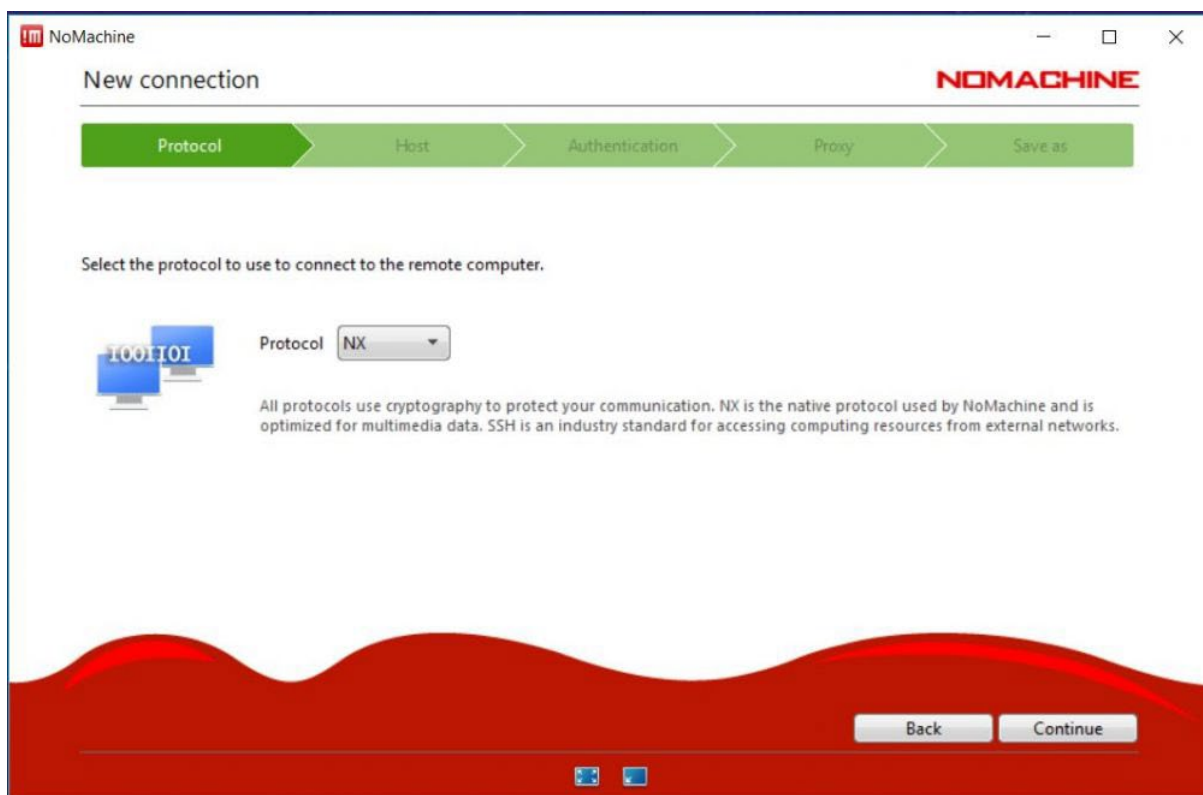 NoMachine
New connection
NOMACHINE
Protocol
Host
Authentication
Proxy
Save as
Select the protocol to use to connect to the remote computer.
I00II0I
Protocol NX
All protocols use cryptography to protect your communication. NX is the native protocol used by NoMachine and is
optimized for multimedia data. SSH is an industry standard for accessing computing resources from external networks.
Back
Continue